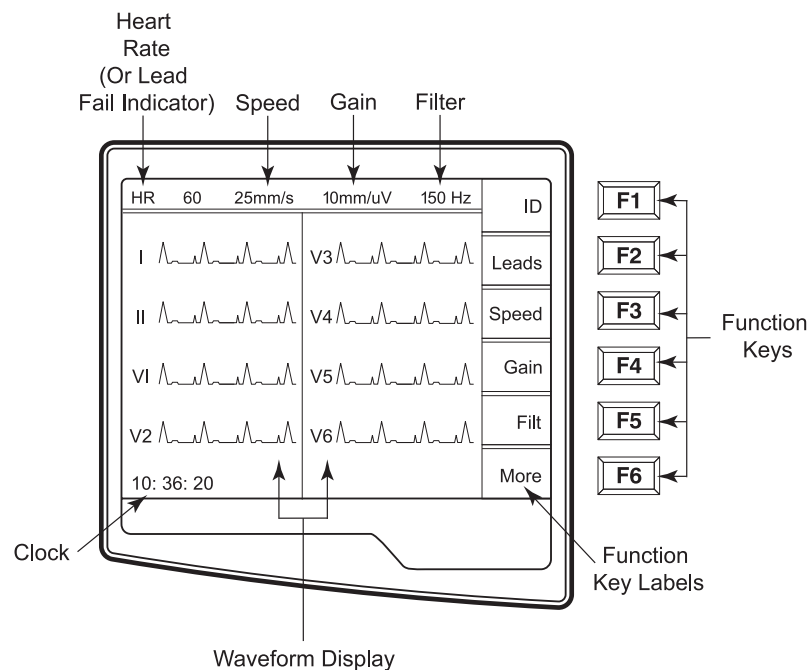 Heart
Rate
(Or Lead
Fail Indicator)
Speed
Gain
Filter
HR 60 25mm/s 10mm/uV 150 Hz
ID
Leads
Speed
Gain
Filt
More
I
II
VI
V2
V3
V4
V5
V6
10: 36: 20
F1
F2
F3
F4
F5
F6
Function
Keys
Clock
Function
Key Labels
Waveform Display